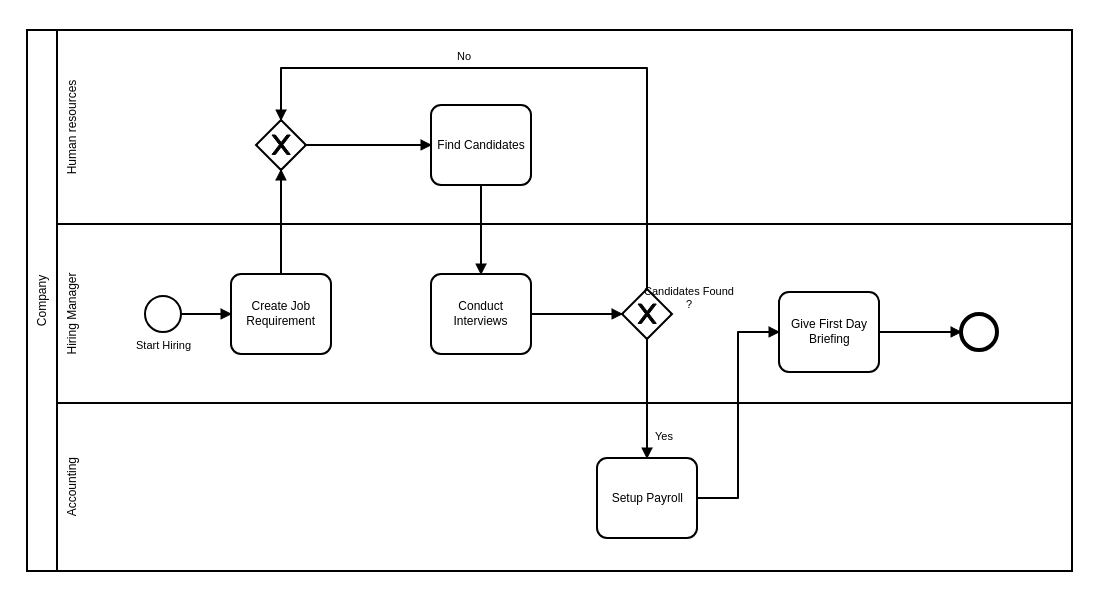 Company
Human resources
No
Find Candidates
Hiring Manager
Start Hiring
Create Job
Requirement
Conduct
Interviews
Candidates Found
?
Give First Day
Briefing
Accounting
Yes
Setup Payroll